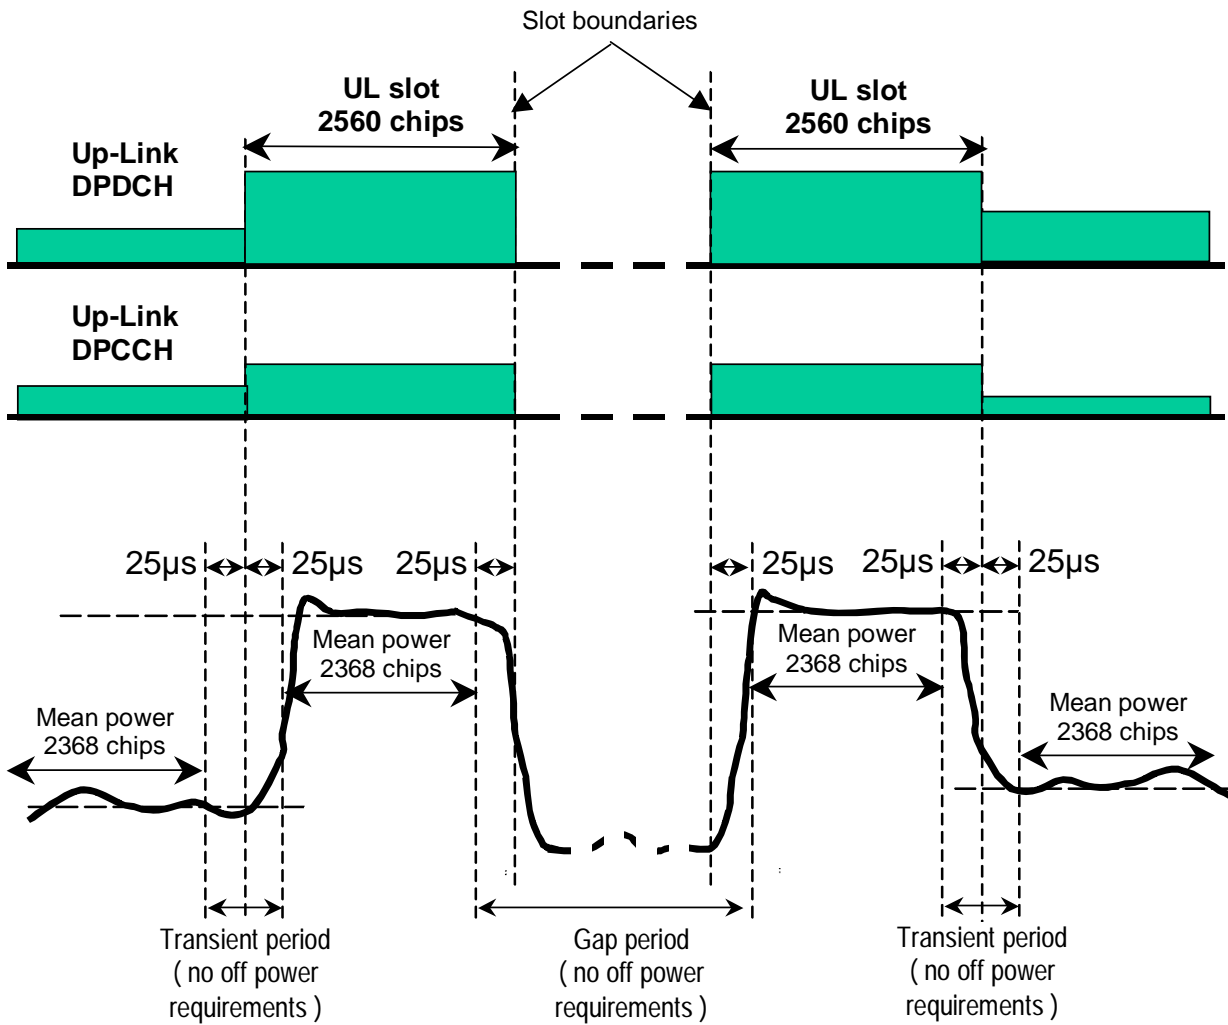 Slot boundaries
UL slot
2560 chips
UL slot
2560 chips
Up-Link
DPDCH
Up-Link
DPCCH
25µs
25µs
25µs
25µs
25µs
25µs
Mean power
2368 chips
Mean power
2368 chips
Mean power
2368 chips
Mean power
2368 chips
Transient period
( no off power
requirements )
Gap period
( no off power
requirements )
Transient period
( no off power
requirements )